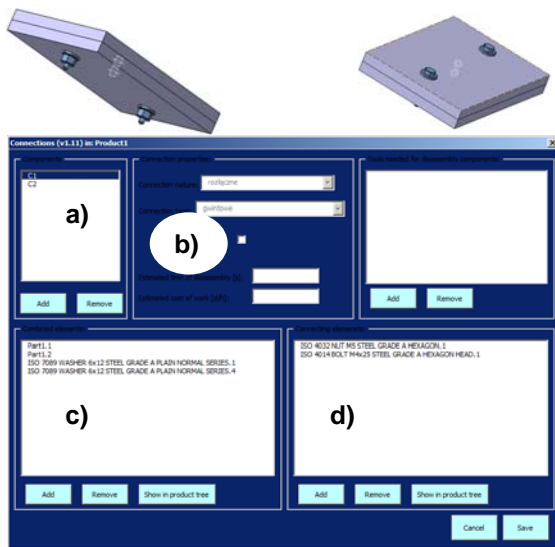 Connections (v1.11) in: Product1
Components:
Connection properties:
Tools needed for disassembly components:
C1
C2
Connection nature:
rozłączne
gwintowe
a)
b)
Estimated time of disassembly [s]:
Estimated cost of work [zł/h]:
Add
Remove
Add
Remove
Combined elements:
Connecting elements:
Part1.1
Part1.2
ISO 7089 WASHER 6x12 STEEL GRADE A PLAIN NORMAL SERIES.1
ISO 7089 WASHER 6x12 STEEL GRADE A PLAIN NORMAL SERIES.4
ISO 4032 NUT M5 STEEL GRADE A HEXAGON.1
ISO 4014 BOLT M4x25 STEEL GRADE A HEXAGON HEAD.1
c)
d)
Add
Remove
Show in product tree
Add
Remove
Show in product tree
Cancel
Save